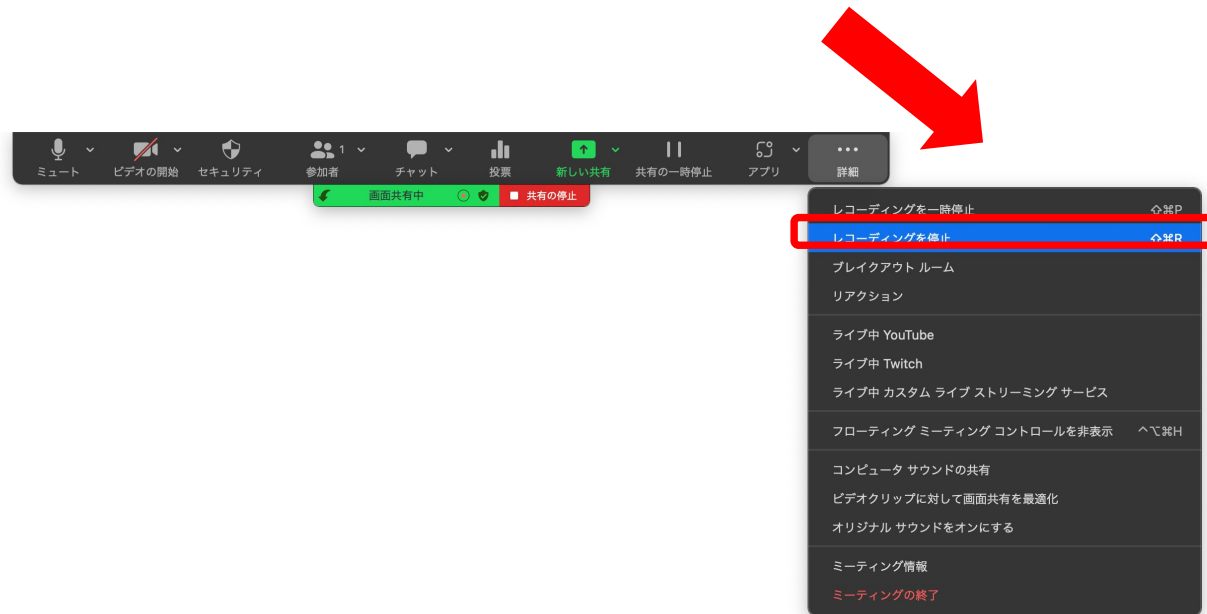 ミュート
ビデオの開始
セキュリティ
参加者
1
チャット
投票
新しい共有
共有の一時停止
アプリ
詳細
画面共有中
共有の停止
レコーディングを一時停止 ⇧⌘P
レコーディングを停止 ⇧⌘R
ブレイクアウト ルーム
リアクション
ライブ中 YouTube
ライブ中 Twitch
ライブ中 カスタム ライブ ストリーミング サービス
フローティング ミーティング コントロールを非表示 ^⌥⌘H
コンピュータ サウンドの共有
ビデオクリップに対して画面共有を最適化
オリジナル サウンドをオンにする
ミーティング情報
ミーティングの終了